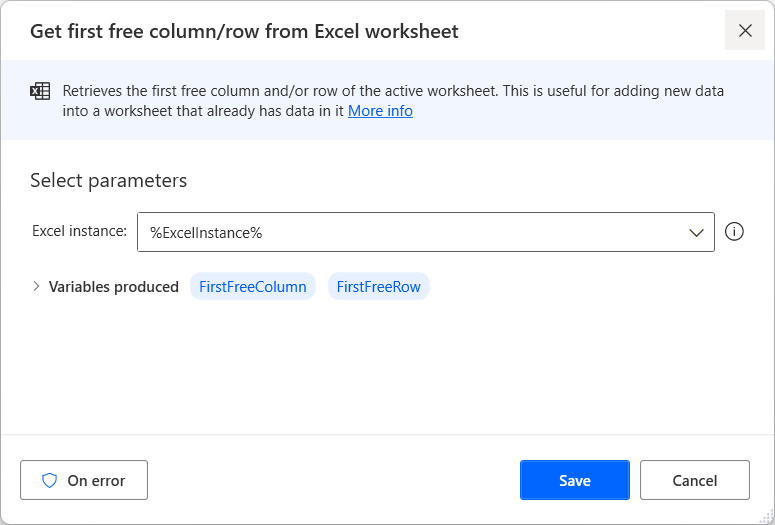 Get first free column/row from Excel worksheet
Retrieves the first free column and/or row of the active worksheet. This is useful for adding new data
into a worksheet that already has data in it More info
Select parameters
Excel instance:
%ExcelInstance%
Variables produced FirstFreeColumn FirstFreeRow
On error
Save
Cancel